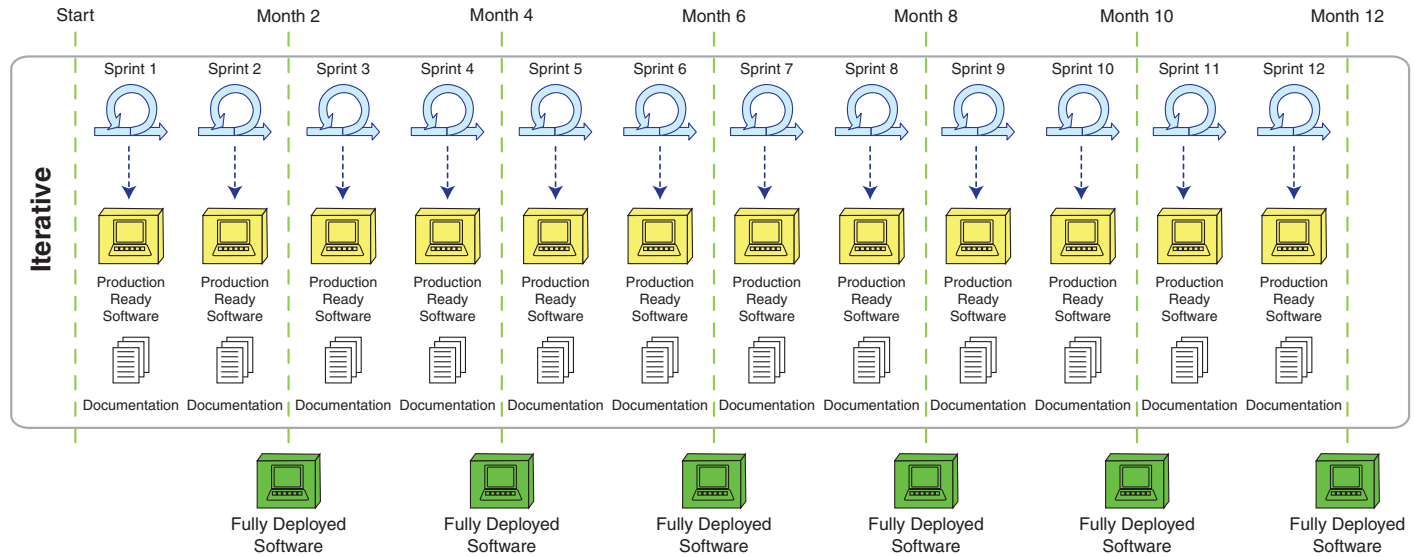 Start Month 2 Month 4 Month 6 Month 8 Month 10 Month 12
Sprint 1 Sprint 2 Sprint 3 Sprint 4 Sprint 5 Sprint 6 Sprint 7 Sprint 8 Sprint 9 Sprint 10 Sprint 11 Sprint 12
Iterative
Production Production Production Production Production Production Production Production Production Production Production Production
Ready Ready Ready Ready Ready Ready Ready Ready Ready Ready Ready Ready
Software Software Software Software Software Software Software Software Software Software Software Software
Documentation Documentation Documentation Documentation Documentation Documentation Documentation Documentation Documentation Documentation Documentation Documentation
Fully Deployed Fully Deployed Fully Deployed Fully Deployed Fully Deployed Fully Deployed
Software Software Software Software Software Software